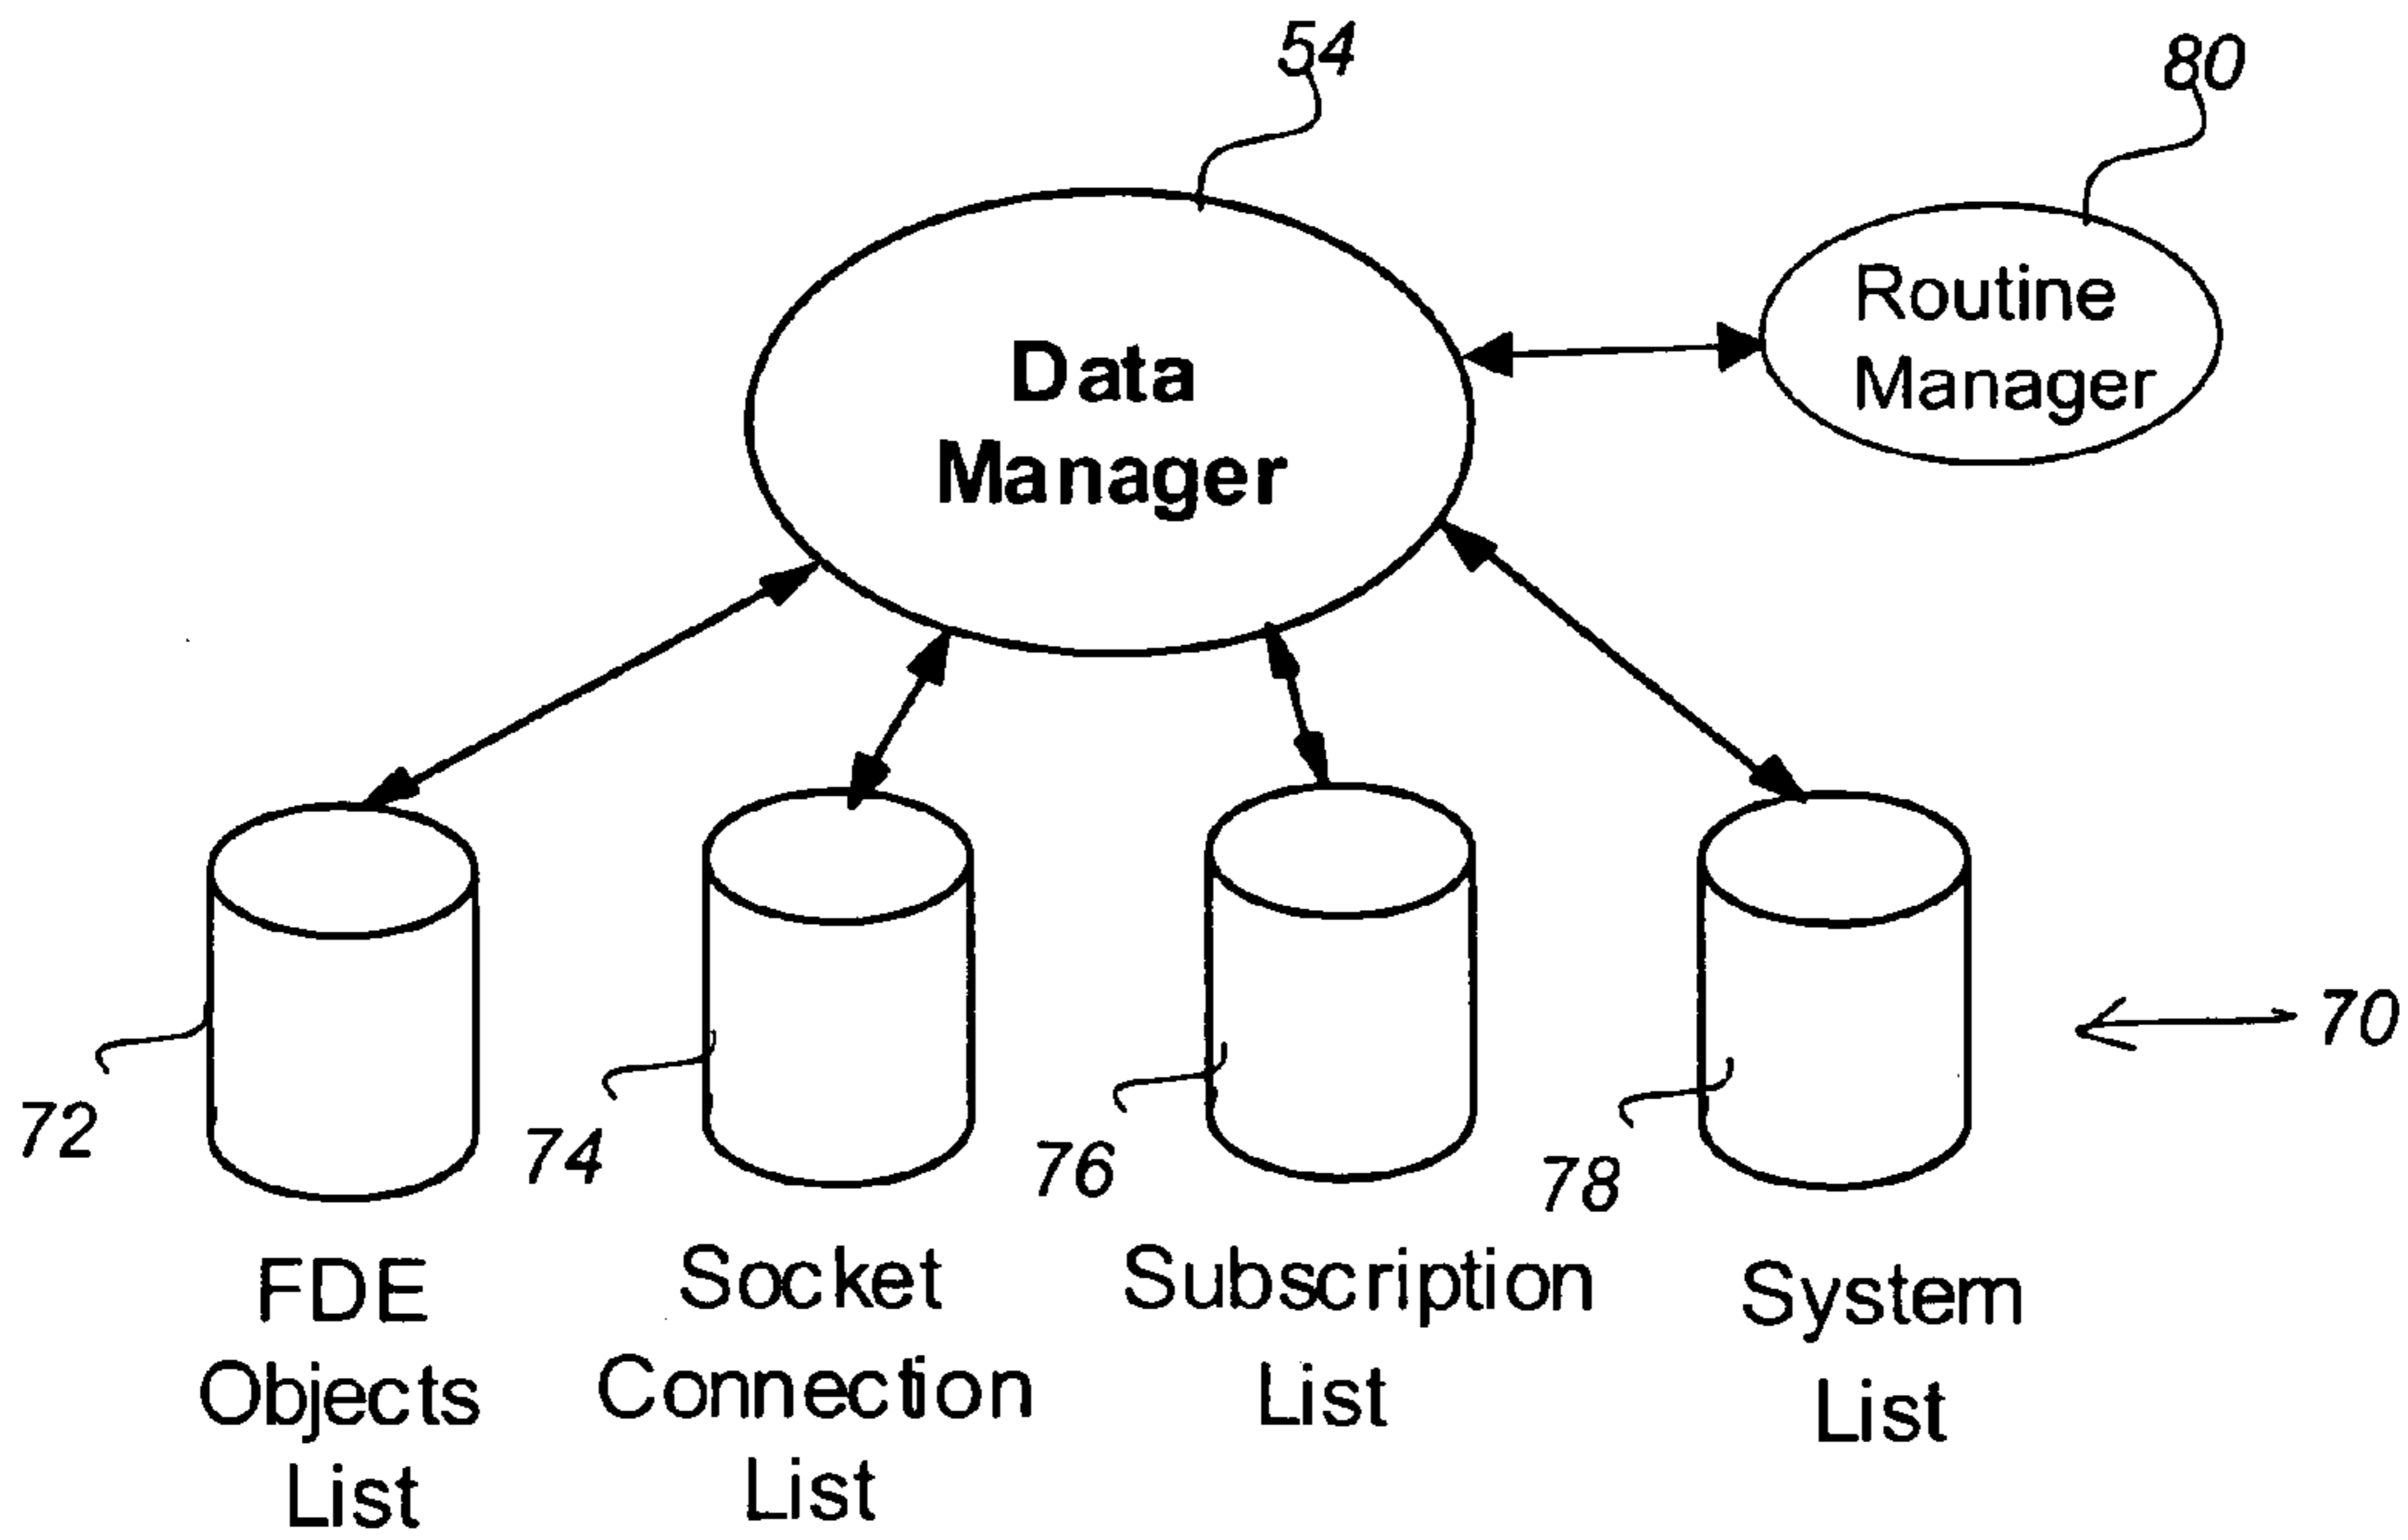 54
80
Data
Manager
Routine
Manager
70
72
74
76
78
FDE
Objects
List
Socket
Connection
List
Subscription
List
System
List